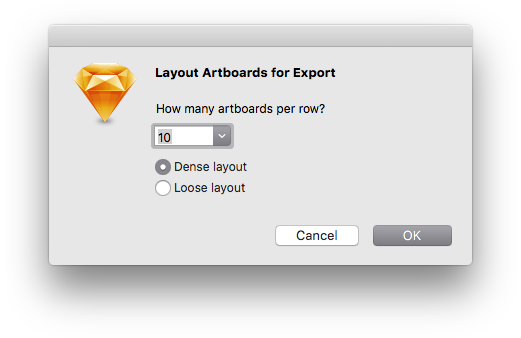 Layout Artboards for Export
How many artboards per row?
10
Dense layout
Loose layout
Cancel
OK